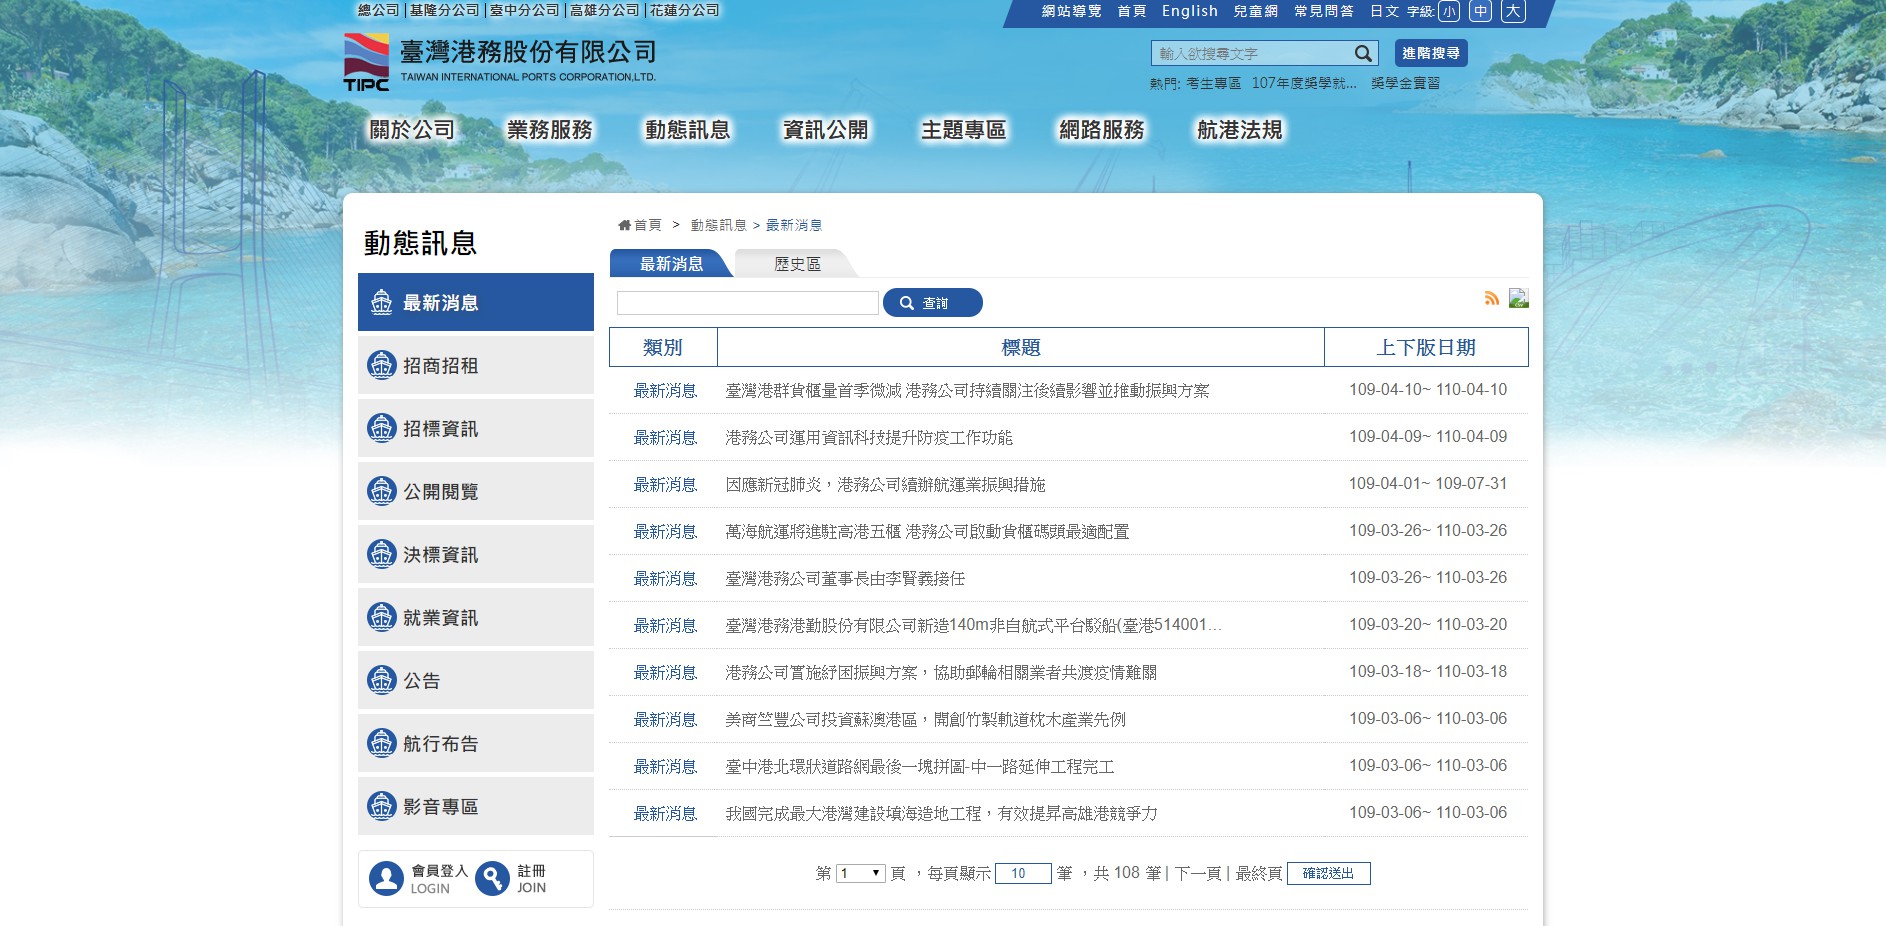 總公司 | 基隆分公司 | 臺中分公司 | 高雄分公司 | 花蓮分公司
網站導覽 首頁 English 兒童網 常見問答 日文 字級: 小 中 大
臺灣港務股份有限公司
TAIWAN INTERNATIONAL PORTS CORPORATION,LTD.
TIPC
輸入欲搜尋文字 進階搜尋
熱門: 考生專區 107年度獎學就... 獎學金實習
關於公司 業務服務 動態訊息 資訊公開 主題專區 網路服務 航港法規
動態訊息
最新消息
招商招租
招標資訊
公開閱覽
決標資訊
就業資訊
公告
航行布告
影音專區
會員登入 LOGIN
註冊 JOIN
首頁 > 動態訊息 > 最新消息
最新消息 歷史區
查詢
類別 標題 上下版日期
最新消息 臺灣港群貨櫃量首季微減 港務公司持續關注後續影響並推動振興方案 109-04-10~ 110-04-10
最新消息 港務公司運用資訊科技提升防疫工作功能 109-04-09~ 110-04-09
最新消息 因應新冠肺炎，港務公司續辦航運業振興措施 109-04-01~ 109-07-31
最新消息 萬海航運將進駐高港五櫃 港務公司啟動貨櫃碼頭最適配置 109-03-26~ 110-03-26
最新消息 臺灣港務公司董事長由李賢義接任 109-03-26~ 110-03-26
最新消息 臺灣港務港勤股份有限公司新造140m非自航式平台駁船(臺港514001... 109-03-20~ 110-03-20
最新消息 港務公司實施紓困振興方案，協助郵輪相關業者共渡疫情難關 109-03-18~ 110-03-18
最新消息 美商竺豐公司投資蘇澳港區，開創竹製軌道枕木產業先例 109-03-06~ 110-03-06
最新消息 臺中港北環狀道路網最後一塊拼圖-中一路延伸工程完工 109-03-06~ 110-03-06
最新消息 我國完成最大港灣建設填海造地工程，有效提昇高雄港競爭力 109-03-06~ 110-03-06
第 1 頁 ，每頁顯示 10 筆 ，共 108 筆 | 下一頁 | 最終頁 確認送出